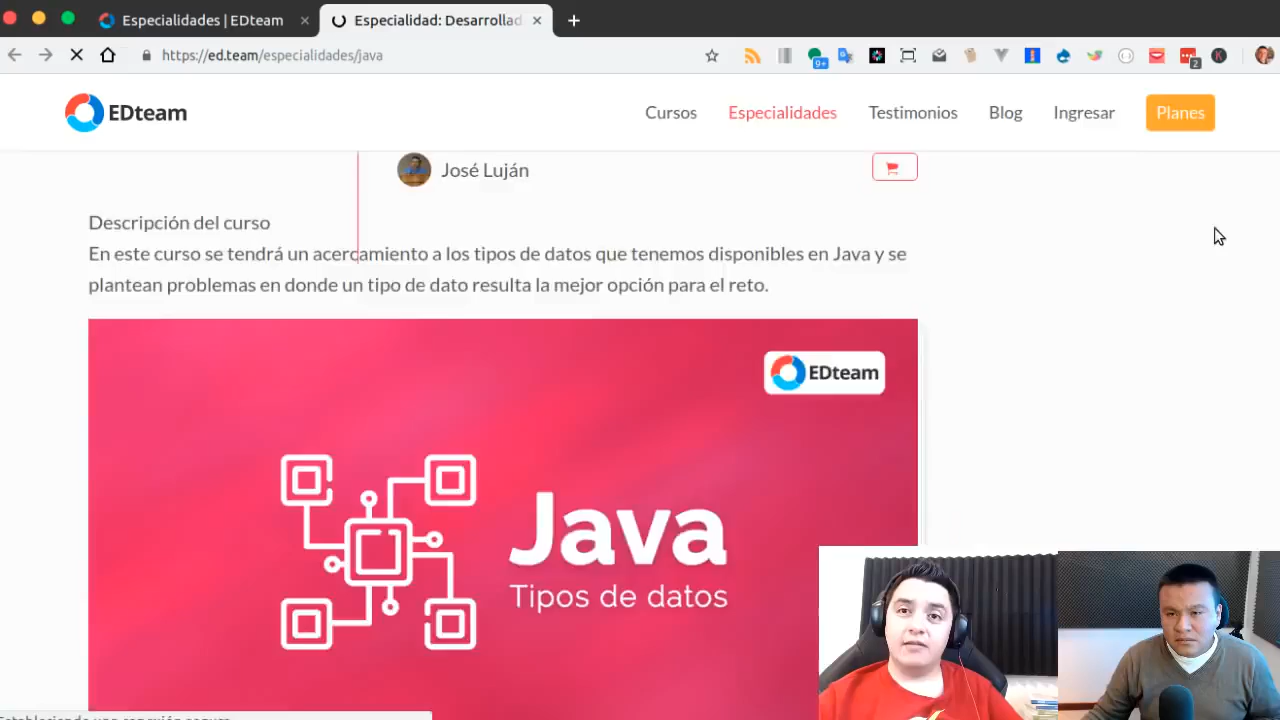 Especialidades | EDteam
Especialidad: Desarrollad
https://ed.team/especialidades/java
9+
2
K
EDteam
Cursos
Especialidades
Testimonios
Blog
Ingresar
Planes
José Luján
Descripción del curso
En este curso se tendrá un acercamiento a los tipos de datos que tenemos disponibles en Java y se
plantean problemas en donde un tipo de dato resulta la mejor opción para el reto.
EDteam
Java
Tipos de datos